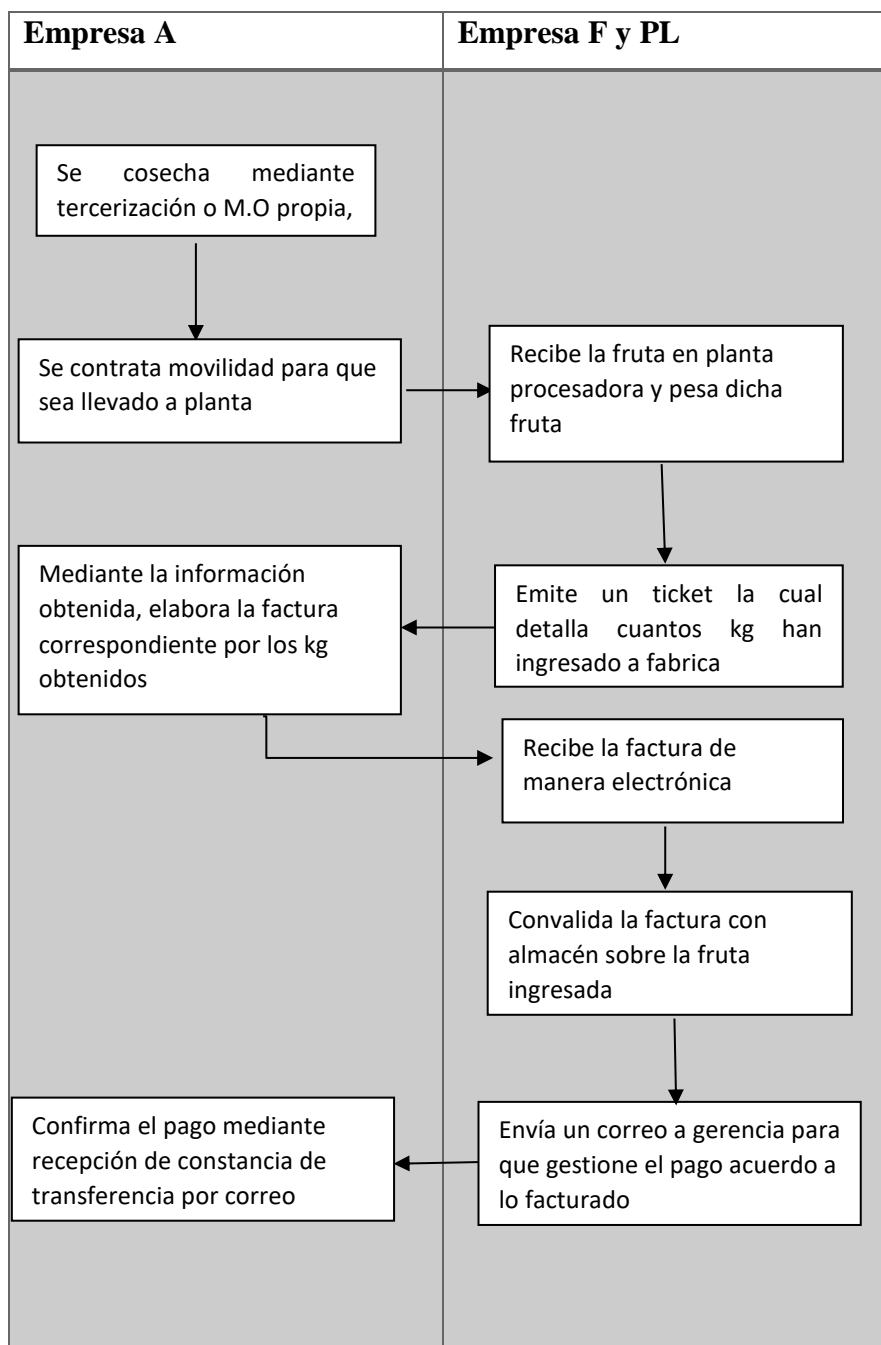 Empresa A
Empresa F y PL
Se cosecha mediante
tercerización o M.O propia,
Se contrata movilidad para que
sea llevado a planta
Recibe la fruta en planta
procesadora y pesa dicha
fruta
Emite un ticket la cual
detalla cuantos kg han
ingresado a fabrica
Mediante la información
obtenida, elabora la factura
correspondiente por los kg
obtenidos
Recibe la factura de
manera electrónica
Convalida la factura con
almacén sobre la fruta
ingresada
Envía un correo a gerencia para
que gestione el pago acuerdo a
lo facturado
Confirma el pago mediante
recepción de constancia de
transferencia por correo